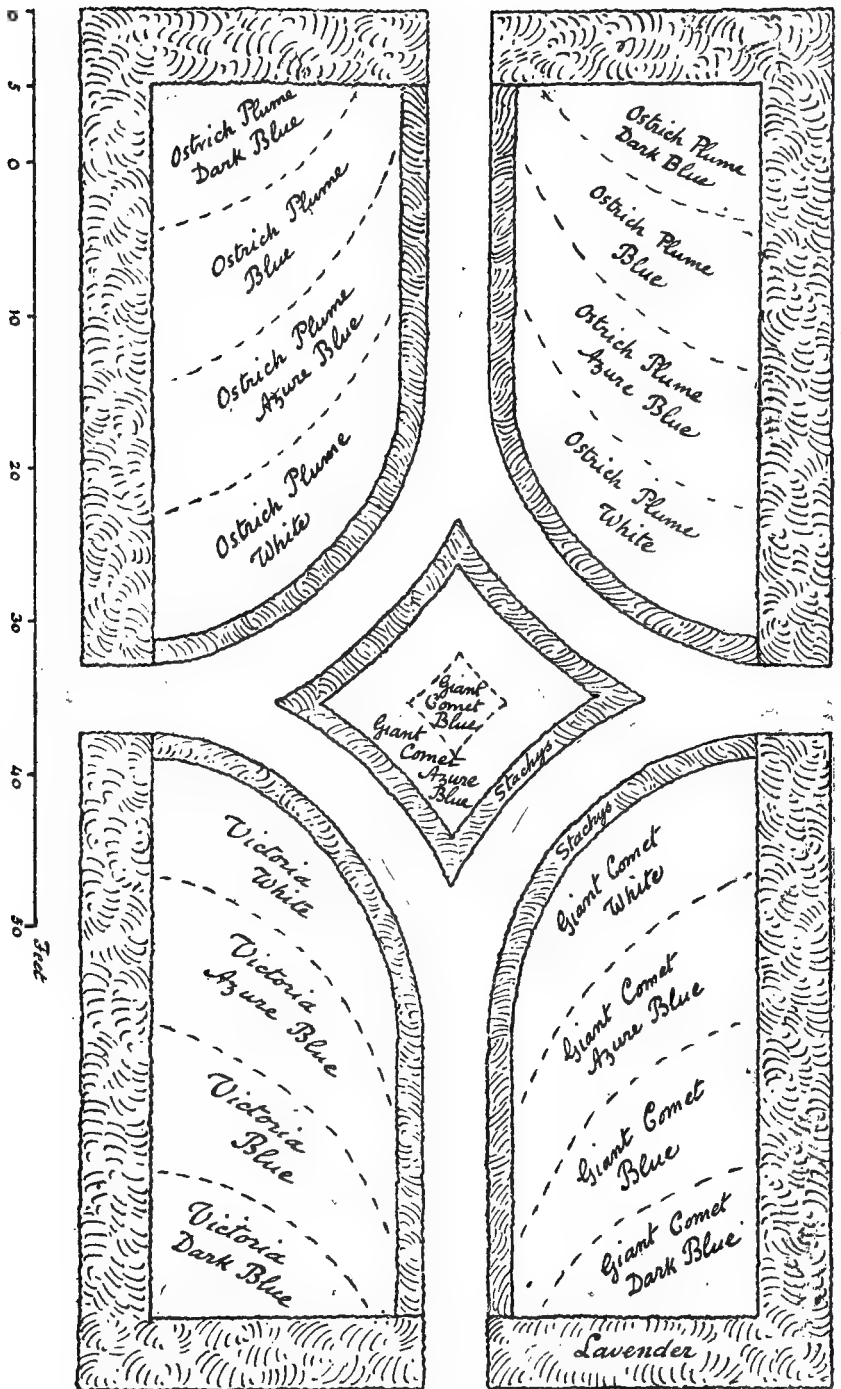 10
5
0
10
20
30
40
50
Feet
Ostrich Plume
Dark Blue
Ostrich Plume
Blue
Ostrich Plume
Azure Blue
Ostrich Plume
White
Ostrich Plume
Dark Blue
Ostrich Plume
Blue
Ostrich Plume
Azure Blue
Ostrich Plume
White
Giant
Comet
Blue
Giant
Comet
Azure
Blue
Stachys
Victoria
White
Victoria
Azure Blue
Victoria
Blue
Victoria
Dark Blue
Stachys
Giant Comet
White
Giant Comet
Azure Blue
Giant Comet
Blue
Giant Comet
Dark Blue
Lavender